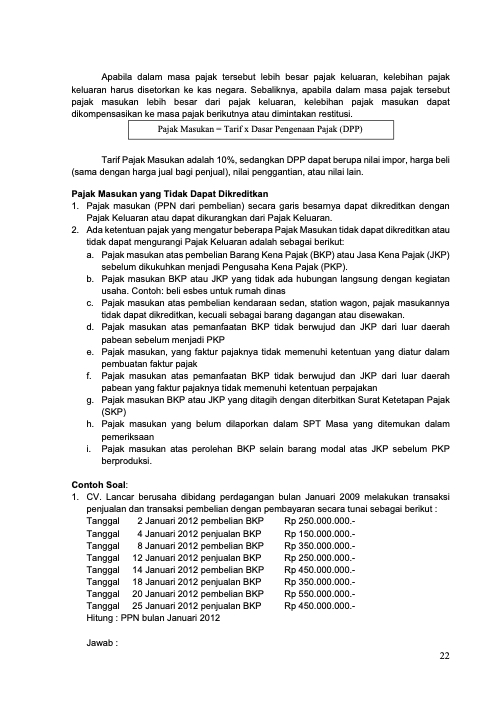 Apabila dalam masa pajak tersebut lebih besar pajak keluaran, kelebihan pajak
keluaran harus disetorkan ke kas negara. Sebaliknya, apabila dalam masa pajak tersebut
pajak masukan lebih besar dari pajak keluaran, kelebihan pajak masukan dapat
dikompensasikan ke masa pajak berikutnya atau dimintakan restitusi.
Pajak Masukan = Tarif x Dasar Pengenaan Pajak (DPP)
Tarif Pajak Masukan adalah 10%, sedangkan DPP dapat berupa nilai impor, harga beli
(sama dengan harga jual bagi penjual), nilai penggantian, atau nilai lain.
Pajak Masukan yang Tidak Dapat Dikreditkan
1. Pajak masukan (PPN dari pembelian) secara garis besarnya dapat dikreditkan dengan
Pajak Keluaran atau dapat dikurangkan dari Pajak Keluaran.
2. Ada ketentuan pajak yang mengatur beberapa Pajak Masukan tidak dapat dikreditkan atau
tidak dapat mengurangi Pajak Keluaran adalah sebagai berikut:
a. Pajak masukan atas pembelian Barang Kena Pajak (BKP) atau Jasa Kena Pajak (JKP)
sebelum dikukuhkan menjadi Pengusaha Kena Pajak (PKP).
b. Pajak masukan BKP atau JKP yang tidak ada hubungan langsung dengan kegiatan
usaha. Contoh: beli esbes untuk rumah dinas
c. Pajak masukan atas pembelian kendaraan sedan, station wagon, pajak masukannya
tidak dapat dikreditkan, kecuali sebagai barang dagangan atau disewakan.
d. Pajak masukan atas pemanfaatan BKP tidak berwujud dan JKP dari luar daerah
pabean sebelum menjadi PKP
e. Pajak masukan, yang faktur pajaknya tidak memenuhi ketentuan yang diatur dalam
pembuatan faktur pajak
f. Pajak masukan atas pemanfaatan BKP tidak berwujud dan JKP dari luar daerah
pabean yang faktur pajaknya tidak memenuhi ketentuan perpajakan
g. Pajak masukan BKP atau JKP yang ditagih dengan diterbitkan Surat Ketetapan Pajak
(SKP)
h. Pajak masukan yang belum dilaporkan dalam SPT Masa yang ditemukan dalam
pemeriksaan
i. Pajak masukan atas perolehan BKP selain barang modal atas JKP sebelum PKP
berproduksi.
Contoh Soal:
1. CV. Lancar berusaha dibidang perdagangan bulan Januari 2009 melakukan transaksi
penjualan dan transaksi pembelian dengan pembayaran secara tunai sebagai berikut :
Tanggal 2 Januari 2012 pembelian BKP Rp 250.000.000.-
Tanggal 4 Januari 2012 penjualan BKP Rp 150.000.000.-
Tanggal 8 Januari 2012 pembelian BKP Rp 350.000.000.-
Tanggal 12 Januari 2012 penjualan BKP Rp 250.000.000.-
Tanggal 14 Januari 2012 pembelian BKP Rp 450.000.000.-
Tanggal 18 Januari 2012 penjualan BKP Rp 350.000.000.-
Tanggal 20 Januari 2012 pembelian BKP Rp 550.000.000.-
Tanggal 25 Januari 2012 penjualan BKP Rp 450.000.000.-
Hitung : PPN bulan Januari 2012
Jawab :
22